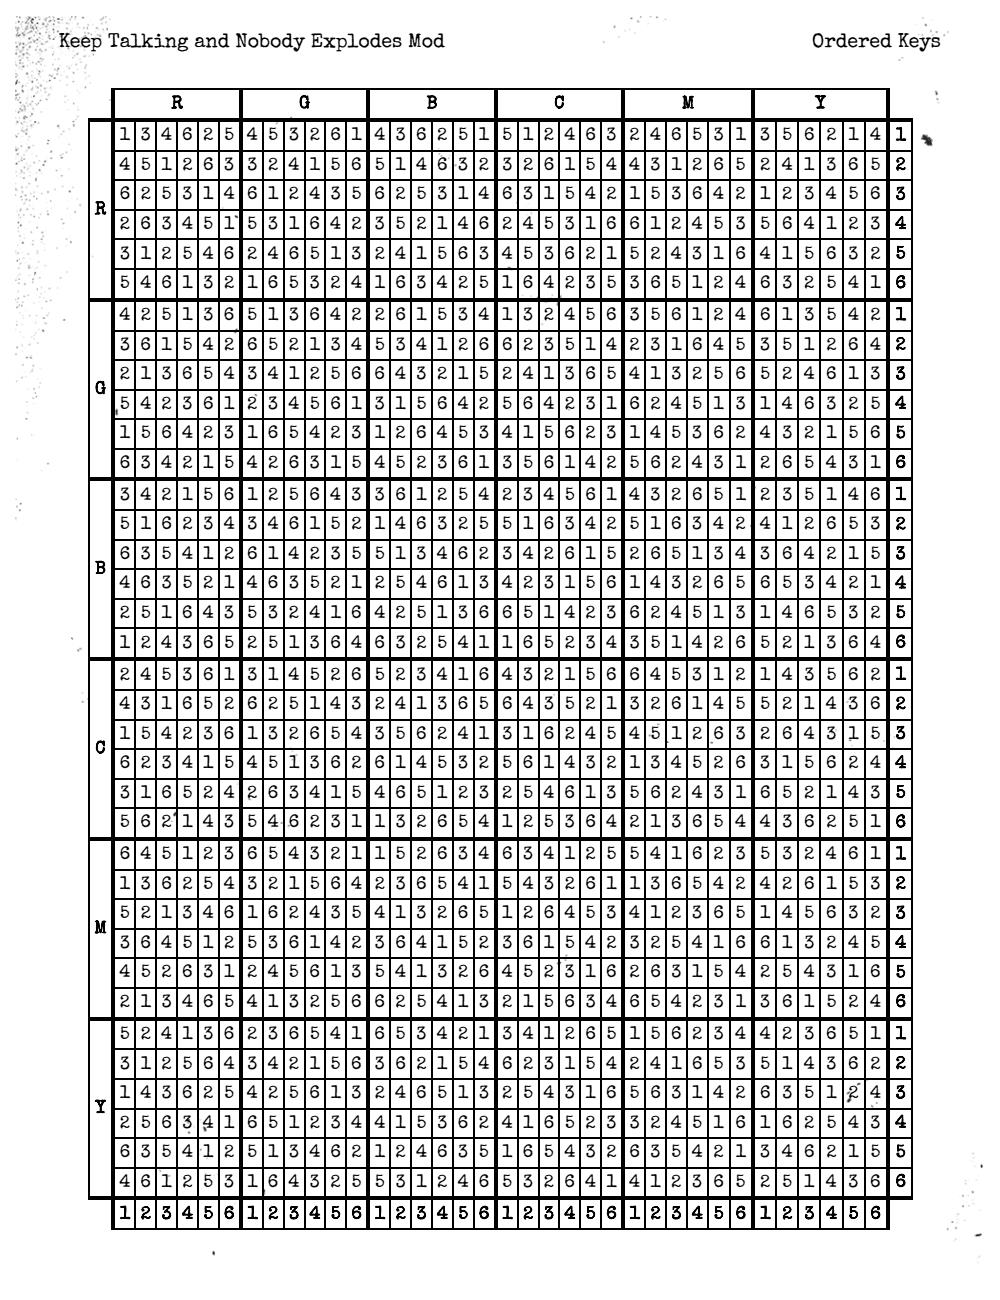 Keep Talking and Nobody Explodes Mod Ordered Keys
R G B C M Y
1 3 4 6 2 5 4 5 3 2 6 1 4 3 6 2 5 1 5 1 2 4 6 3 2 4 6 5 3 1 3 5 6 2 1 4 1
4 5 1 2 6 3 3 2 4 1 5 6 5 1 4 6 3 2 3 2 6 1 5 4 4 3 1 2 6 5 2 4 1 3 6 5 2
6 2 5 3 1 4 6 1 2 4 3 5 6 2 5 3 1 4 6 3 1 5 4 2 1 5 3 6 4 2 1 2 3 4 5 6 3
R
2 6 3 4 5 1 5 3 1 6 4 2 3 5 2 1 4 6 2 4 5 3 1 6 6 1 2 4 5 3 5 6 4 1 2 3 4
3 1 2 5 4 6 2 4 6 5 1 3 2 4 1 5 6 3 4 5 3 6 2 1 5 2 4 3 1 6 4 1 5 6 3 2 5
5 4 6 1 3 2 1 6 5 3 2 4 1 6 3 4 2 5 1 6 4 2 3 5 3 6 5 1 2 4 6 3 2 5 4 1 6
4 2 5 1 3 6 5 1 3 6 4 2 2 6 1 5 3 4 1 3 2 4 5 6 3 5 6 1 2 4 6 1 3 5 4 2 1
3 6 1 5 4 2 6 5 2 1 3 4 5 3 4 1 2 6 6 2 3 5 1 4 2 3 1 6 4 5 3 5 1 2 6 4 2
2 1 3 6 5 4 3 4 1 2 5 6 6 4 3 2 1 5 2 4 1 3 6 5 4 1 3 2 5 6 5 2 4 6 1 3 3
G
5 4 2 3 6 1 2 3 4 5 6 1 3 1 5 6 4 2 5 6 4 2 3 1 6 2 4 5 1 3 1 4 6 3 2 5 4
1 5 6 4 2 3 1 6 5 4 2 3 1 2 6 4 5 3 4 1 5 6 2 3 1 4 5 3 6 2 4 3 2 1 5 6 5
6 3 4 2 1 5 4 2 6 3 1 5 4 5 2 3 6 1 3 5 6 1 4 2 5 6 2 4 3 1 2 6 5 4 3 1 6
3 4 2 1 5 6 1 2 5 6 4 3 3 6 1 2 5 4 2 3 4 5 6 1 4 3 2 6 5 1 2 3 5 1 4 6 1
5 1 6 2 3 4 3 4 6 1 5 2 1 4 6 3 2 5 5 1 6 3 4 2 5 1 6 3 4 2 4 1 2 6 5 3 2
6 3 5 4 1 2 6 1 4 2 3 5 5 1 3 4 6 2 3 4 2 6 1 5 2 6 5 1 3 4 3 6 4 2 1 5 3
B
4 6 3 5 2 1 4 6 3 5 2 1 2 5 4 6 1 3 4 2 3 1 5 6 1 4 3 2 6 5 6 5 3 4 2 1 4
2 5 1 6 4 3 5 3 2 4 1 6 4 2 5 1 3 6 6 5 1 4 2 3 6 2 4 5 1 3 1 4 6 5 3 2 5
1 2 4 3 6 5 2 5 1 3 6 4 6 3 2 5 4 1 1 6 5 2 3 4 3 5 1 4 2 6 5 2 1 3 6 4 6
2 4 5 3 6 1 3 1 4 5 2 6 5 2 3 4 1 6 4 3 2 1 5 6 6 4 5 3 1 2 1 4 3 5 6 2 1
4 3 1 6 5 2 6 2 5 1 4 3 2 4 1 3 6 5 6 4 3 5 2 1 3 2 6 1 4 5 5 2 1 4 3 6 2
1 5 4 2 3 6 1 3 2 6 5 4 3 5 6 2 4 1 3 1 6 2 4 5 4 5 1 2 6 3 2 6 4 3 1 5 3
C
6 2 3 4 1 5 4 5 1 3 6 2 6 1 4 5 3 2 5 6 1 4 3 2 1 3 4 5 2 6 3 1 5 6 2 4 4
3 1 6 5 2 4 2 6 3 4 1 5 4 6 5 1 2 3 2 5 4 6 1 3 5 6 2 4 3 1 6 5 2 1 4 3 5
5 6 2 1 4 3 5 4 6 2 3 1 1 3 2 6 5 4 1 2 5 3 6 4 2 1 3 6 5 4 4 3 6 2 5 1 6
6 4 5 1 2 3 6 5 4 3 2 1 1 5 2 6 3 4 6 3 4 1 2 5 5 4 1 6 2 3 5 3 2 4 6 1 1
1 3 6 2 5 4 3 2 1 5 6 4 2 3 6 5 4 1 5 4 3 2 6 1 1 3 6 5 4 2 4 2 6 1 5 3 2
5 2 1 3 4 6 1 6 2 4 3 5 4 1 3 2 6 5 1 2 6 4 5 3 4 1 2 3 6 5 1 4 5 6 3 2 3
M
3 6 4 5 1 2 5 3 6 1 4 2 3 6 4 1 5 2 3 6 1 5 4 2 3 2 5 4 1 6 6 1 3 2 4 5 4
4 5 2 6 3 1 2 4 5 6 1 3 5 4 1 3 2 6 4 5 2 3 1 6 2 6 3 1 5 4 2 5 4 3 1 6 5
2 1 3 4 6 5 4 1 3 2 5 6 6 2 5 4 1 3 2 1 5 6 3 4 6 5 4 2 3 1 3 6 1 5 2 4 6
5 2 4 1 3 6 2 3 6 5 4 1 6 5 3 4 2 1 3 4 1 2 6 5 1 5 6 2 3 4 4 2 3 6 5 1 1
3 1 2 5 6 4 3 4 2 1 5 6 3 6 2 1 5 4 6 2 3 1 5 4 2 4 1 6 5 3 5 1 4 3 6 2 2
1 4 3 6 2 5 4 2 5 6 1 3 2 4 6 5 1 3 2 5 4 3 1 6 5 6 3 1 4 2 6 3 5 1 2 4 3
Y
2 5 6 3 4 1 6 5 1 2 3 4 4 1 5 3 6 2 4 1 6 5 2 3 3 2 4 5 1 6 1 6 2 5 4 3 4
6 3 5 4 1 2 5 1 3 4 6 2 1 2 4 6 3 5 1 6 5 4 3 2 6 3 5 4 2 1 3 4 6 2 1 5 5
4 6 1 2 5 3 1 6 4 3 2 5 5 3 1 2 4 6 5 3 2 6 4 1 4 1 2 3 6 5 2 5 1 4 3 6 6
1 2 3 4 5 6 1 2 3 4 5 6 1 2 3 4 5 6 1 2 3 4 5 6 1 2 3 4 5 6 1 2 3 4 5 6